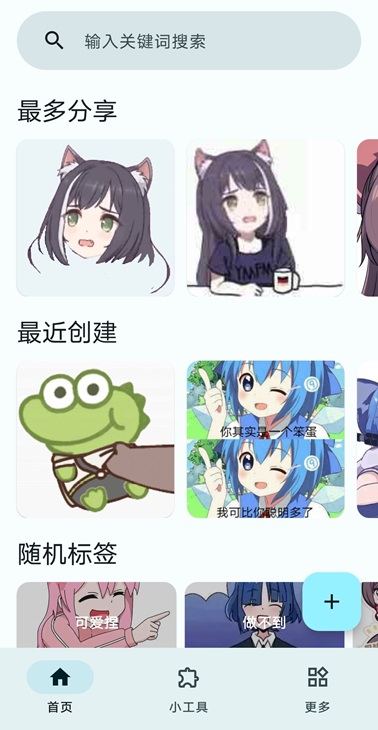 输入关键词搜索
最多分享
YMFM
最近创建
你其实是一个笨蛋
我可比你聪明多了
随机标签
可爱捏
做不到
+
首页
小工具
更多